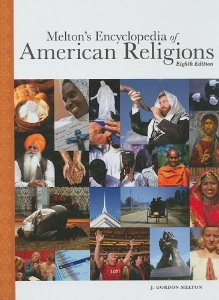 Melton's Encyclopedia of
American Religions
Eighth Edition
J. GORDON MELTON